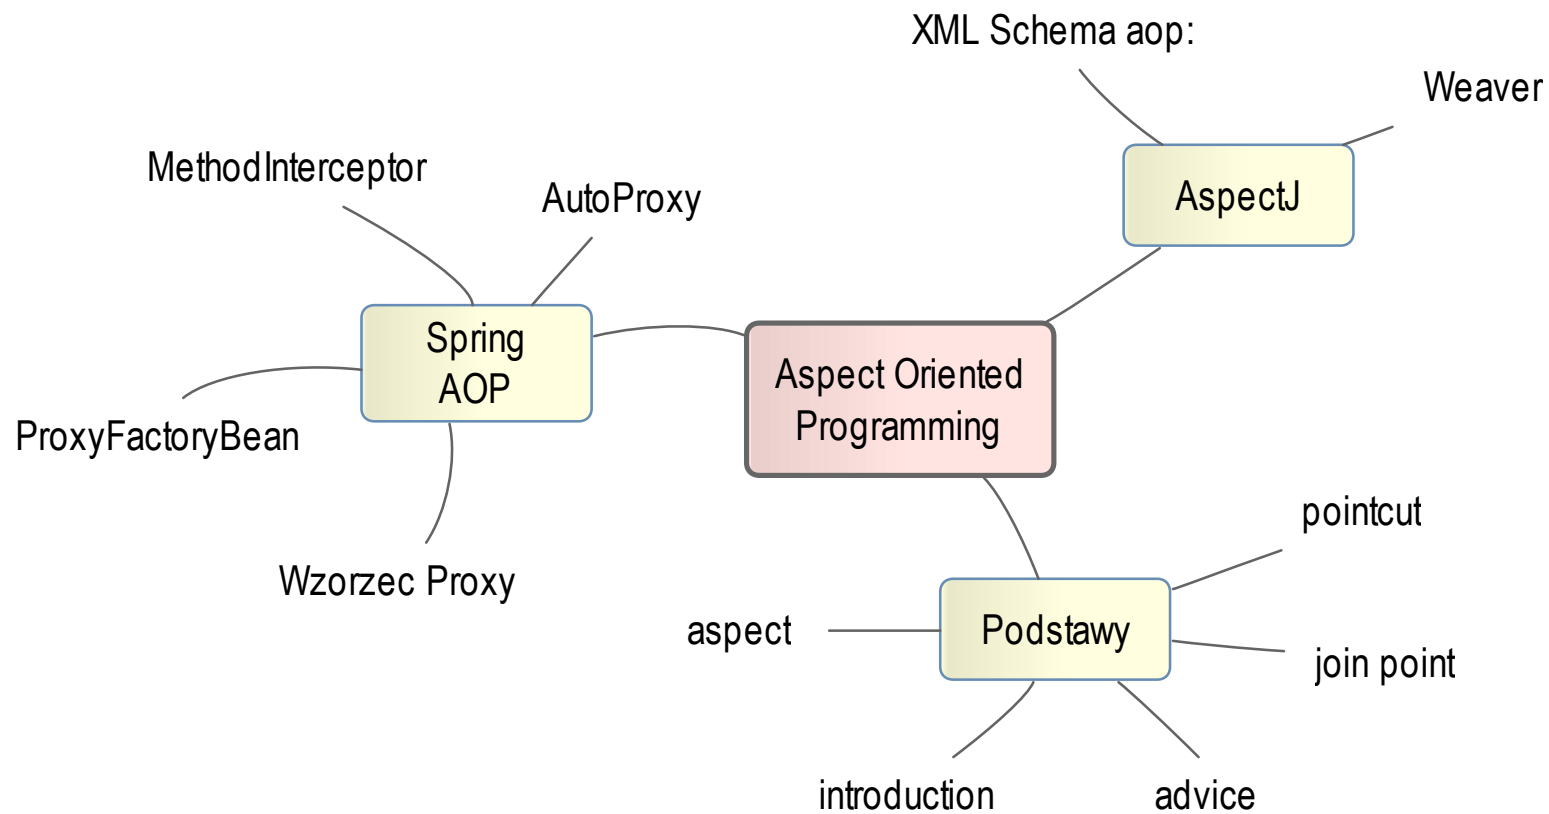 XML Schema aop:
Weaver
MethodInterceptor
AutoProxy
AspectJ
Spring
AOP
Aspect Oriented
Programming
ProxyFactoryBean
Wzorzec Proxy
pointcut
aspect
Podstawy
join point
introduction
advice